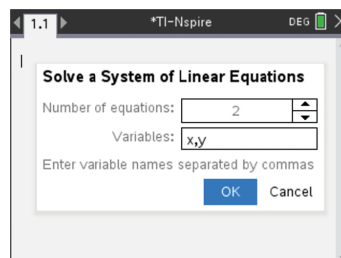 1.1 *TI-Nspire DEG
Solve a System of Linear Equations
Number of equations: 2
Variables: x,y
Enter variable names separated by commas
OK Cancel